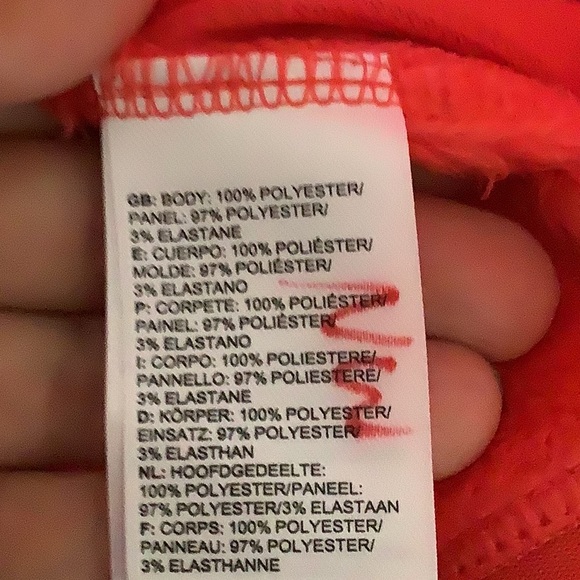 GB: BODY: 100% POLYESTER/
PANEL: 97% POLYESTER/
3% ELASTANE
E: CUERPO: 100% POLIÉSTER/
MOLDE: 97% POLIÉSTER/
3% ELASTANO
P: CORPETE: 100% POLIÉSTER/
PAINEL: 97% POLIÉSTER/
3% ELASTANO
I: CORPO: 100% POLIESTERE/
PANNELLO: 97% POLIESTERE/
3% ELASTANE
D: KÖRPER: 100% POLYESTER/
EINSATZ: 97% POLYESTER/
3% ELASTHAN
NL: HOOFDGEDEELTE:
100% POLYESTER/PANEEL:
97% POLYESTER/3% ELASTAAN
F: CORPS: 100% POLYESTER/
PANNEAU: 97% POLYESTER/
3% ELASTHANNE